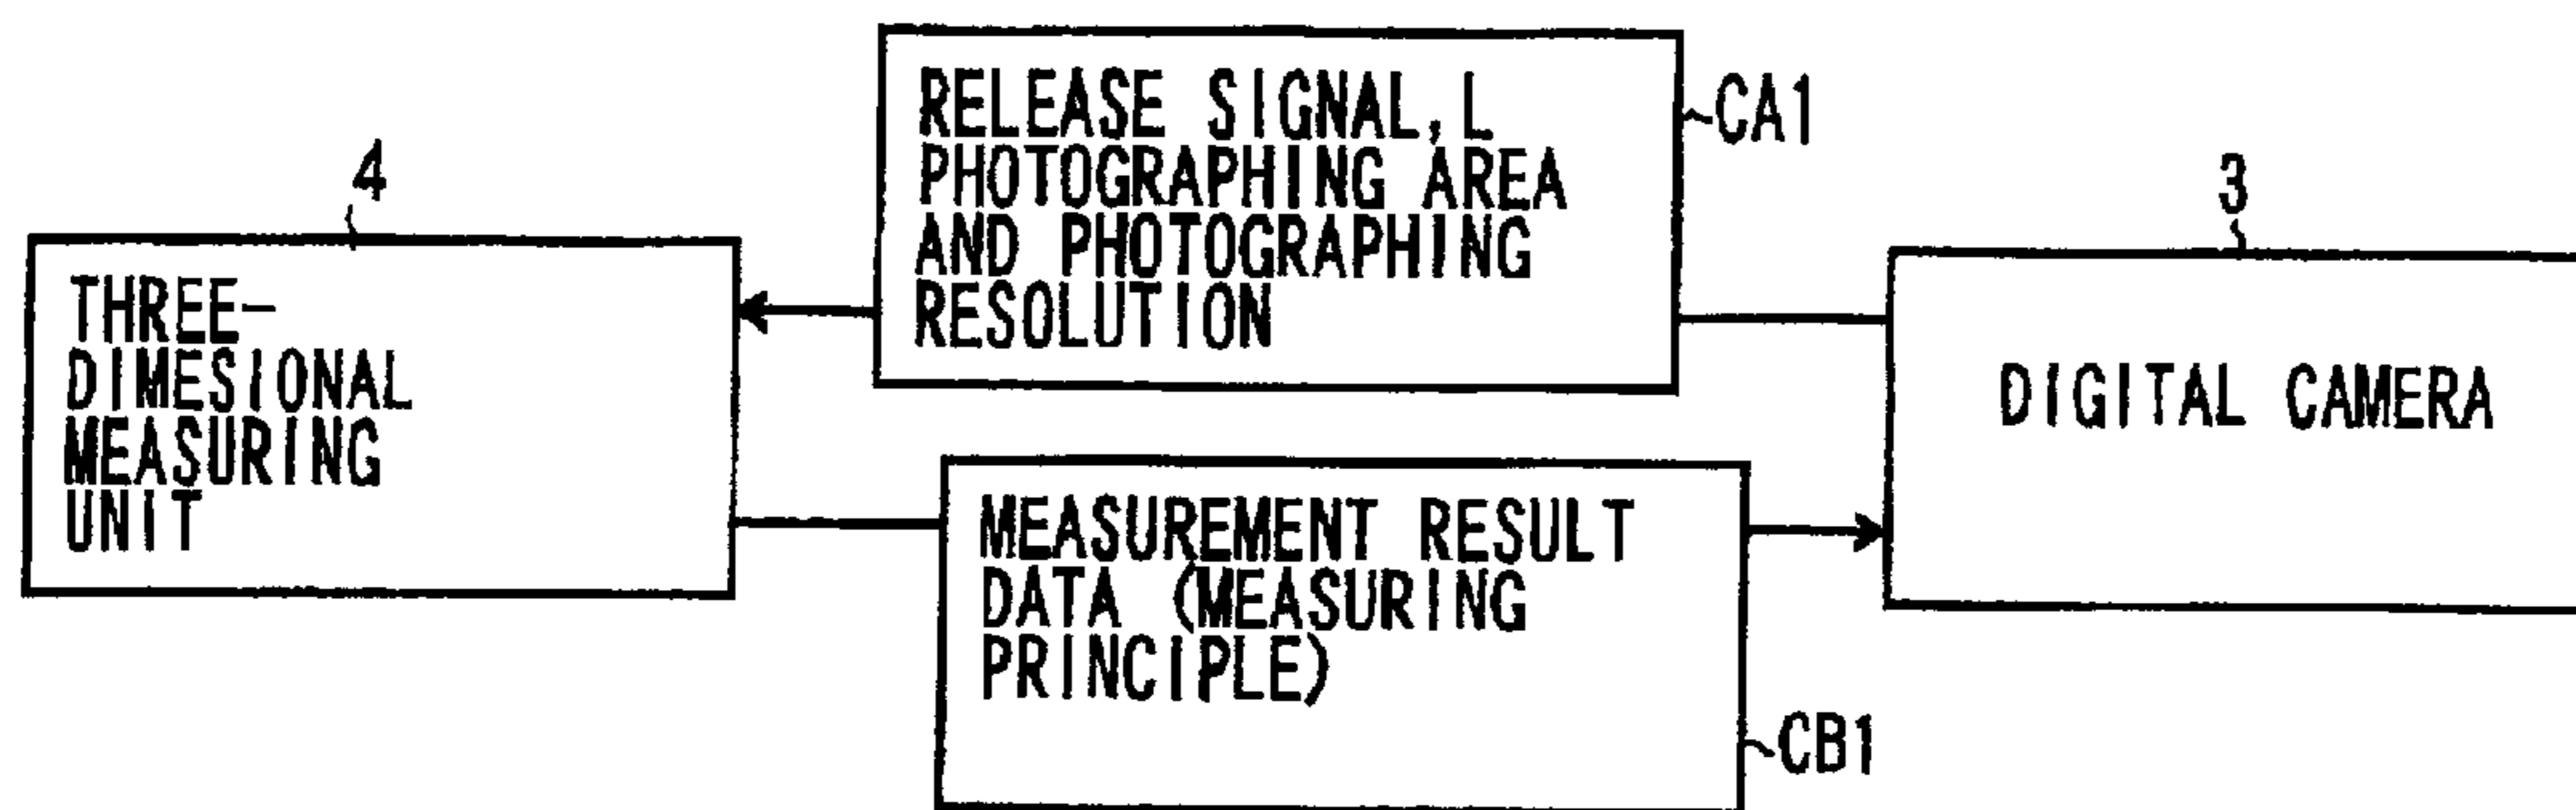 RELEASE SIGNAL, L
PHOTOGRAPHING AREA
AND PHOTOGRAPHING
RESOLUTION
CA1
4
THREE-
DIMESIONAL
MEASURING
UNIT
3
DIGITAL CAMERA
MEASUREMENT RESULT
DATA (MEASURING
PRINCIPLE)
CB1